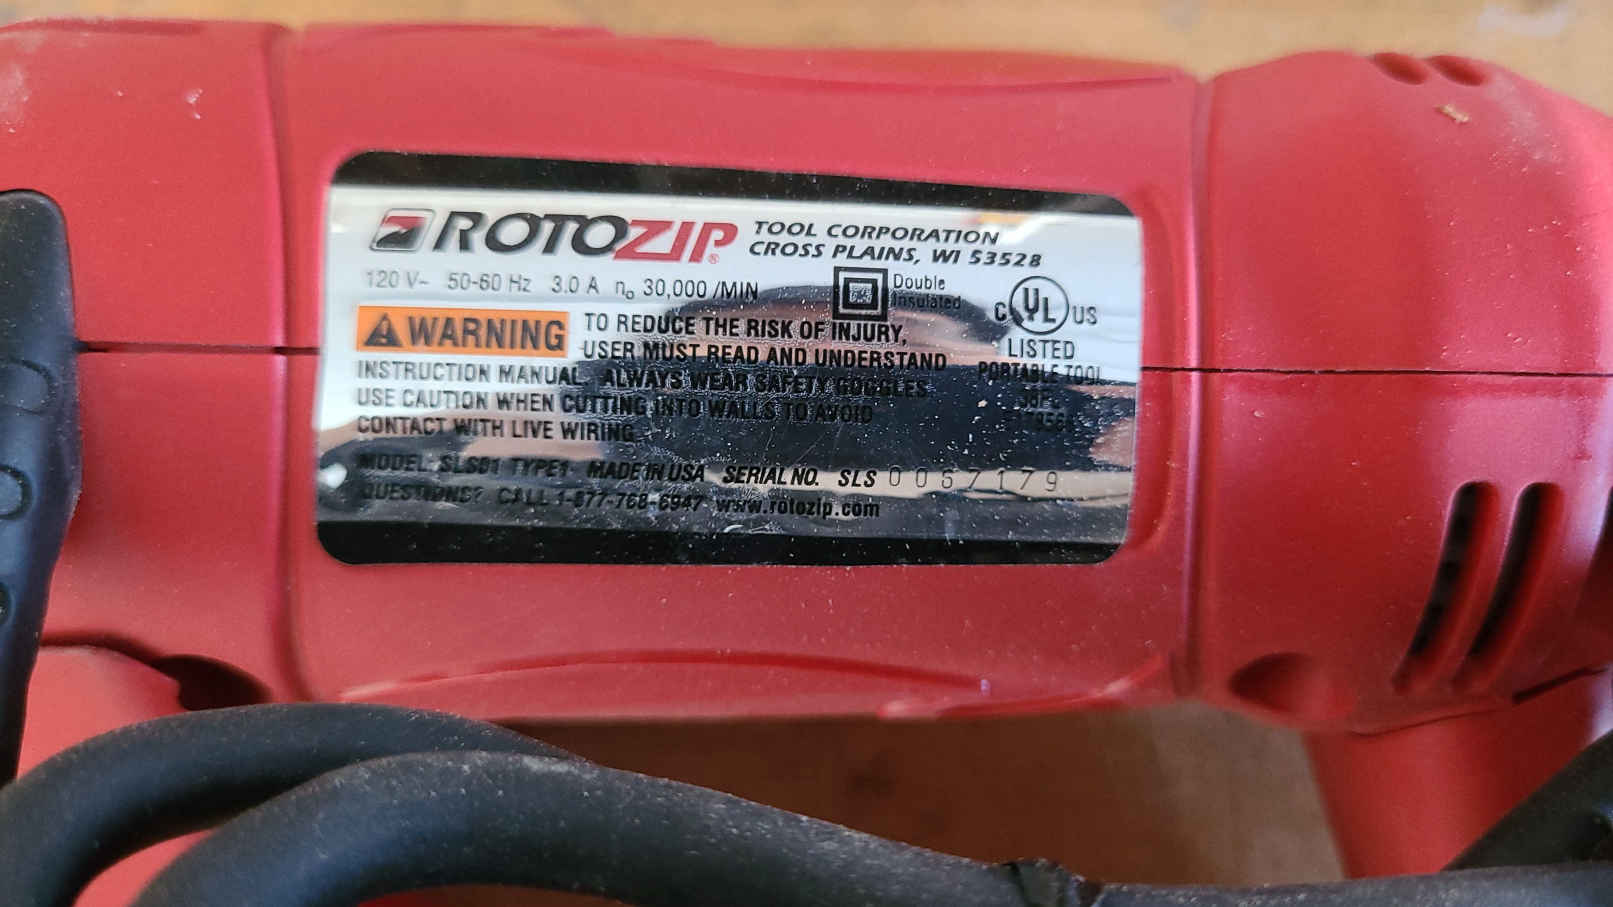 ROTOZIP® TOOL CORPORATION
CROSS PLAINS, WI 53528
120 V~ 50-60 Hz 3.0 A n₀ 30,000 /MIN
Double
Insulated
C UL US
LISTED
PORTABLE TOOL
WARNING TO REDUCE THE RISK OF INJURY,
USER MUST READ AND UNDERSTAND
INSTRUCTION MANUAL. ALWAYS WEAR SAFETY GOGGLES
USE CAUTION WHEN CUTTING INTO WALLS TO AVOID
CONTACT WITH LIVE WIRING.
MODEL: SLS01 TYPE1 MADE IN USA SERIAL NO. SLS 0067179
QUESTIONS? CALL 1-877-768-6947 www.rotozip.com